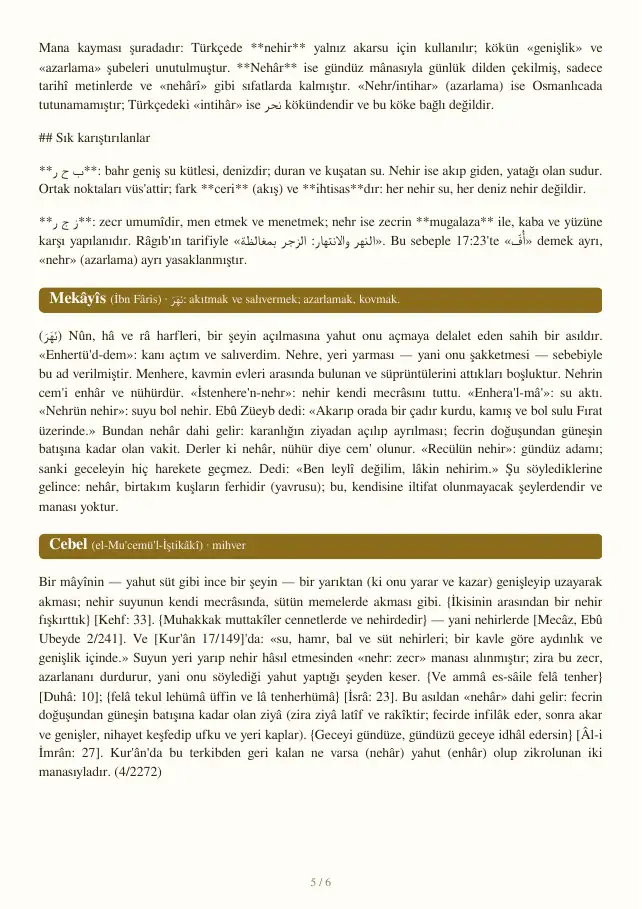 Mana kayması şuradadır: Türkçede **nehir** yalnız akarsu için kullanılır; kökün «genişlik» ve
«azarlama» şubeleri unutulmuştur. **Nehâr** ise gündüz mânasıyla günlük dilden çekilmiş, sadece
tarihî metinlerde ve «nehârî» gibi sıfatlarda kalmıştır. «Nehr/intihar» (azarlama) ise Osmanlıcada
tutunamamıştır; Türkçedeki «intihâr» ise نحر kökündendir ve bu köke bağlı değildir.
## Sık karıştırılanlar
**ب ح ر**: bahr geniş su kütlesi, denizdir; duran ve kuşatan su. Nehir ise akıp giden, yatağı olan sudur.
Ortak noktaları vüs'attir; fark **ceri** (akış) ve **ihtisas**dır: her nehir su, her deniz nehir değildir.
**ز ج ر**: zecr umumîdir, men etmek ve menetmek; nehr ise zecrin **mugalaza** ile, kaba ve yüzüne
karşı yapılanıdır. Râgıb'ın tarifiyle «النهر والانتهار: الزجر بمغالظة». Bu sebeple 17:23'te «أُفّ» demek ayrı,
«nehr» (azarlama) ayrı yasaklanmıştır.
Mekâyîs (İbn Fâris) · نَهَرَ: akıtmak ve salıvermek; azarlamak, kovmak.
(نَهَرَ) Nûn, hâ ve râ harfleri, bir şeyin açılmasına yahut onu açmaya delalet eden sahih bir asıldır.
«Enhertü'd-dem»: kanı açtım ve salıverdim. Nehre, yeri yarması — yani onu şakketmesi — sebebiyle
bu ad verilmiştir. Menhere, kavmin evleri arasında bulunan ve süprüntülerini attıkları boşluktur. Nehrin
cem'i enhâr ve nühürdür. «İstenhere'n-nehr»: nehir kendi mecrâsını tuttu. «Enhera'l-mâ'»: su aktı.
«Nehrün nehir»: suyu bol nehir. Ebû Züeyb dedi: «Akarıp orada bir çadır kurdu, kamış ve bol sulu Fırat
üzerinde.» Bundan nehâr dahi gelir: karanlığın ziyadan açılıp ayrılması; fecrin doğuşundan güneşin
batışına kadar olan vakit. Derler ki nehâr, nühür diye cem' olunur. «Recülün nehir»: gündüz adamı;
sanki geceleyin hiç harekete geçmez. Dedi: «Ben leylî değilim, lâkin nehirim.» Şu söylediklerine
gelince: nehâr, birtakım kuşların ferhidir (yavrusu); bu, kendisine iltifat olunmayacak şeylerdendir ve
manası yoktur.
Cebel (el-Mu'cemü'l-İştikâkî) · mihver
Bir mâyînin — yahut süt gibi ince bir şeyin — bir yarıktan (ki onu yarar ve kazar) genişleyip uzayarak
akması; nehir suyunun kendi mecrâsında, sütün memelerde akması gibi. {İkisinin arasından bir nehir
fışkırttık} [Kehf: 33]. {Muhakkak muttakîler cennetlerde ve nehirdedir} — yani nehirlerde [Mecâz, Ebû
Ubeyde 2/241]. Ve [Kur'ân 17/149]'da: «su, hamr, bal ve süt nehirleri; bir kavle göre aydınlık ve
genişlik içinde.» Suyun yeri yarıp nehir hâsıl etmesinden «nehr: zecr» manası alınmıştır; zira bu zecr,
azarlananı durdurur, yani onu söylediği yahut yaptığı şeyden keser. {Ve ammâ es-sâile felâ tenher}
[Duhâ: 10]; {felâ tekul lehümâ üffin ve lâ tenherhümâ} [İsrâ: 23]. Bu asıldan «nehâr» dahi gelir: fecrin
doğuşundan güneşin batışına kadar olan ziyâ (zira ziyâ latîf ve rakîktir; fecirde infilâk eder, sonra akar
ve genişler, nihayet keşfedip ufku ve yeri kaplar). {Geceyi gündüze, gündüzü geceye idhâl edersin} [Âl-i
İmrân: 27]. Kur'ân'da bu terkibden geri kalan ne varsa (nehâr) yahut (enhâr) olup zikrolunan iki
manasıyladır. (4/2272)
5 / 6